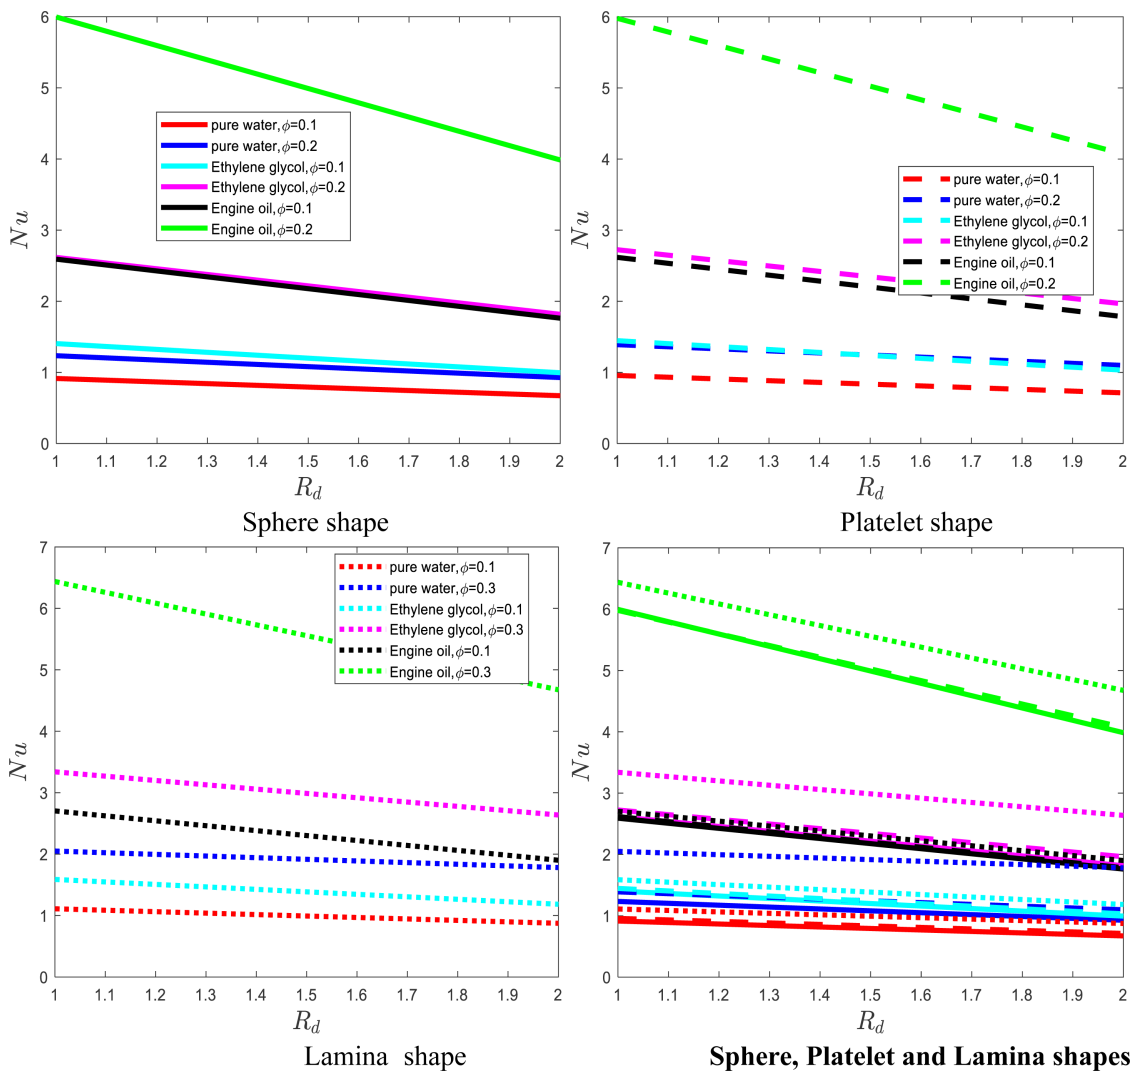 6
5
4
3
2
1
0
Nu
pure water,ϕ=0.1
pure water,ϕ=0.2
Ethylene glycol,ϕ=0.1
Ethylene glycol,ϕ=0.2
Engine oil,ϕ=0.1
Engine oil,ϕ=0.2
1 1.1 1.2 1.3 1.4 1.5 1.6 1.7 1.8 1.9 2
R_d
Sphere shape
6
5
4
3
2
1
0
Nu
pure water,ϕ=0.1
pure water,ϕ=0.2
Ethylene glycol,ϕ=0.1
Ethylene glycol,ϕ=0.2
Engine oil,ϕ=0.1
Engine oil,ϕ=0.2
1 1.1 1.2 1.3 1.4 1.5 1.6 1.7 1.8 1.9 2
R_d
Platelet shape
7
6
5
4
3
2
1
0
Nu
pure water,ϕ=0.1
pure water,ϕ=0.3
Ethylene glycol,ϕ=0.1
Ethylene glycol,ϕ=0.3
Engine oil,ϕ=0.1
Engine oil,ϕ=0.3
1 1.1 1.2 1.3 1.4 1.5 1.6 1.7 1.8 1.9 2
R_d
Lamina shape
7
6
5
4
3
2
1
0
Nu
1 1.1 1.2 1.3 1.4 1.5 1.6 1.7 1.8 1.9 2
R_d
Sphere, Platelet and Lamina shapes